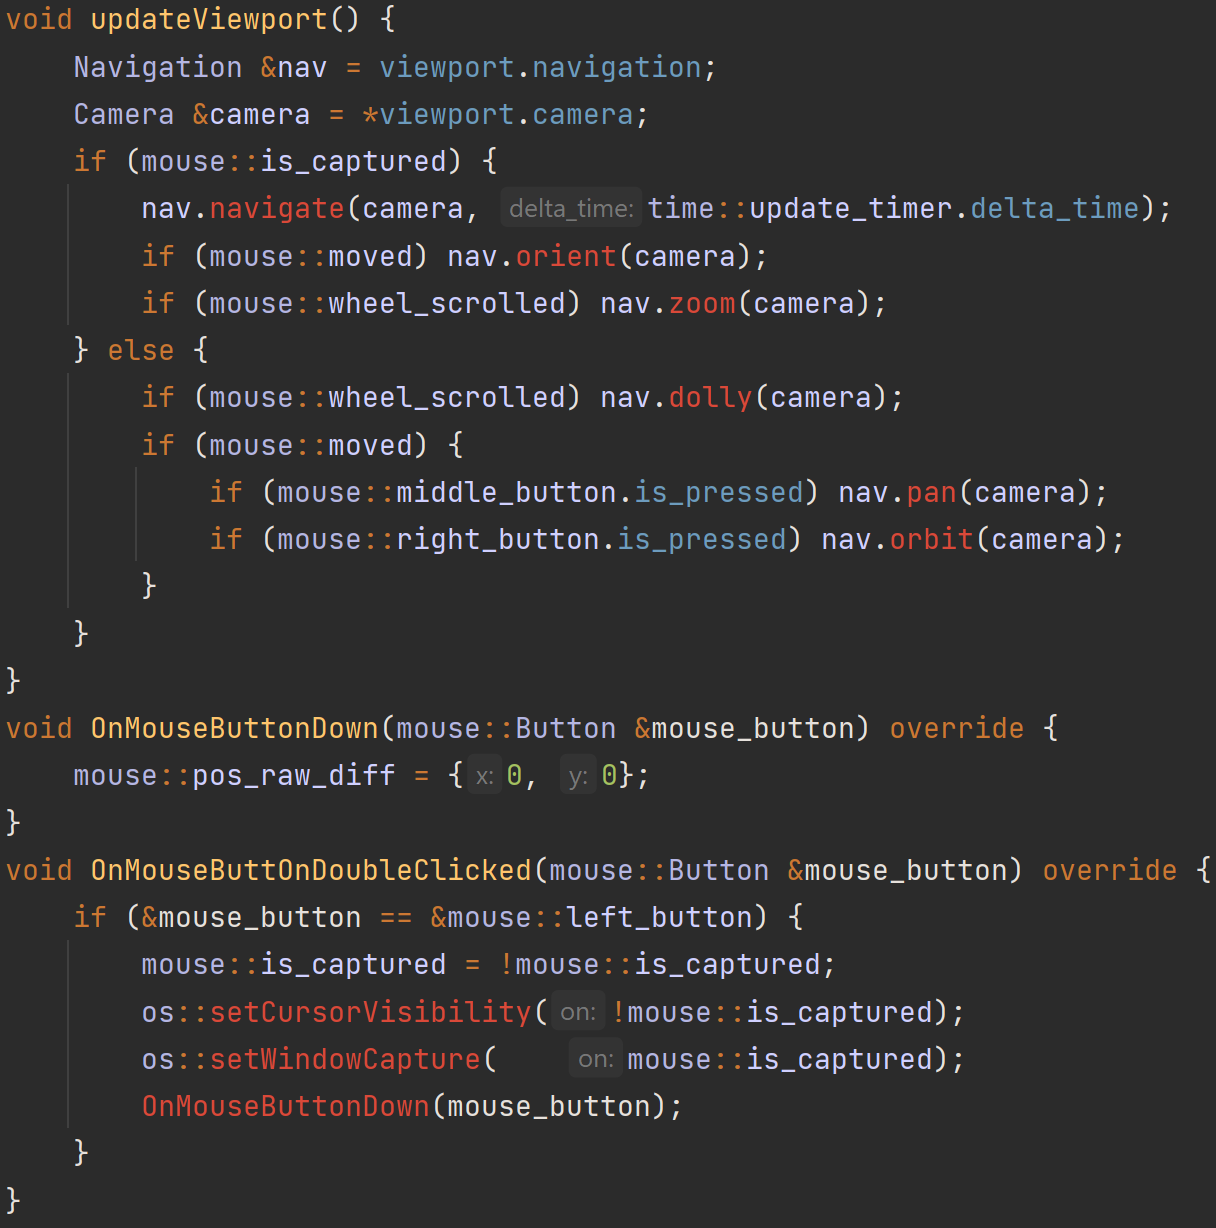 void updateViewport() {
    Navigation &nav = viewport.navigation;
    Camera &camera = *viewport.camera;
    if (mouse::is_captured) {
        nav.navigate(camera, delta_time: time::update_timer.delta_time);
        if (mouse::moved) nav.orient(camera);
        if (mouse::wheel_scrolled) nav.zoom(camera);
    } else {
        if (mouse::wheel_scrolled) nav.dolly(camera);
        if (mouse::moved) {
            if (mouse::middle_button.is_pressed) nav.pan(camera);
            if (mouse::right_button.is_pressed) nav.orbit(camera);
        }
    }
}
void OnMouseButtonDown(mouse::Button &mouse_button) override {
    mouse::pos_raw_diff = {x: 0, y: 0};
}
void OnMouseButtOnDoubleClicked(mouse::Button &mouse_button) override {
    if (&mouse_button == &mouse::left_button) {
        mouse::is_captured = !mouse::is_captured;
        os::setCursorVisibility(on: !mouse::is_captured);
        os::setWindowCapture(    on: mouse::is_captured);
        OnMouseButtonDown(mouse_button);
    }
}